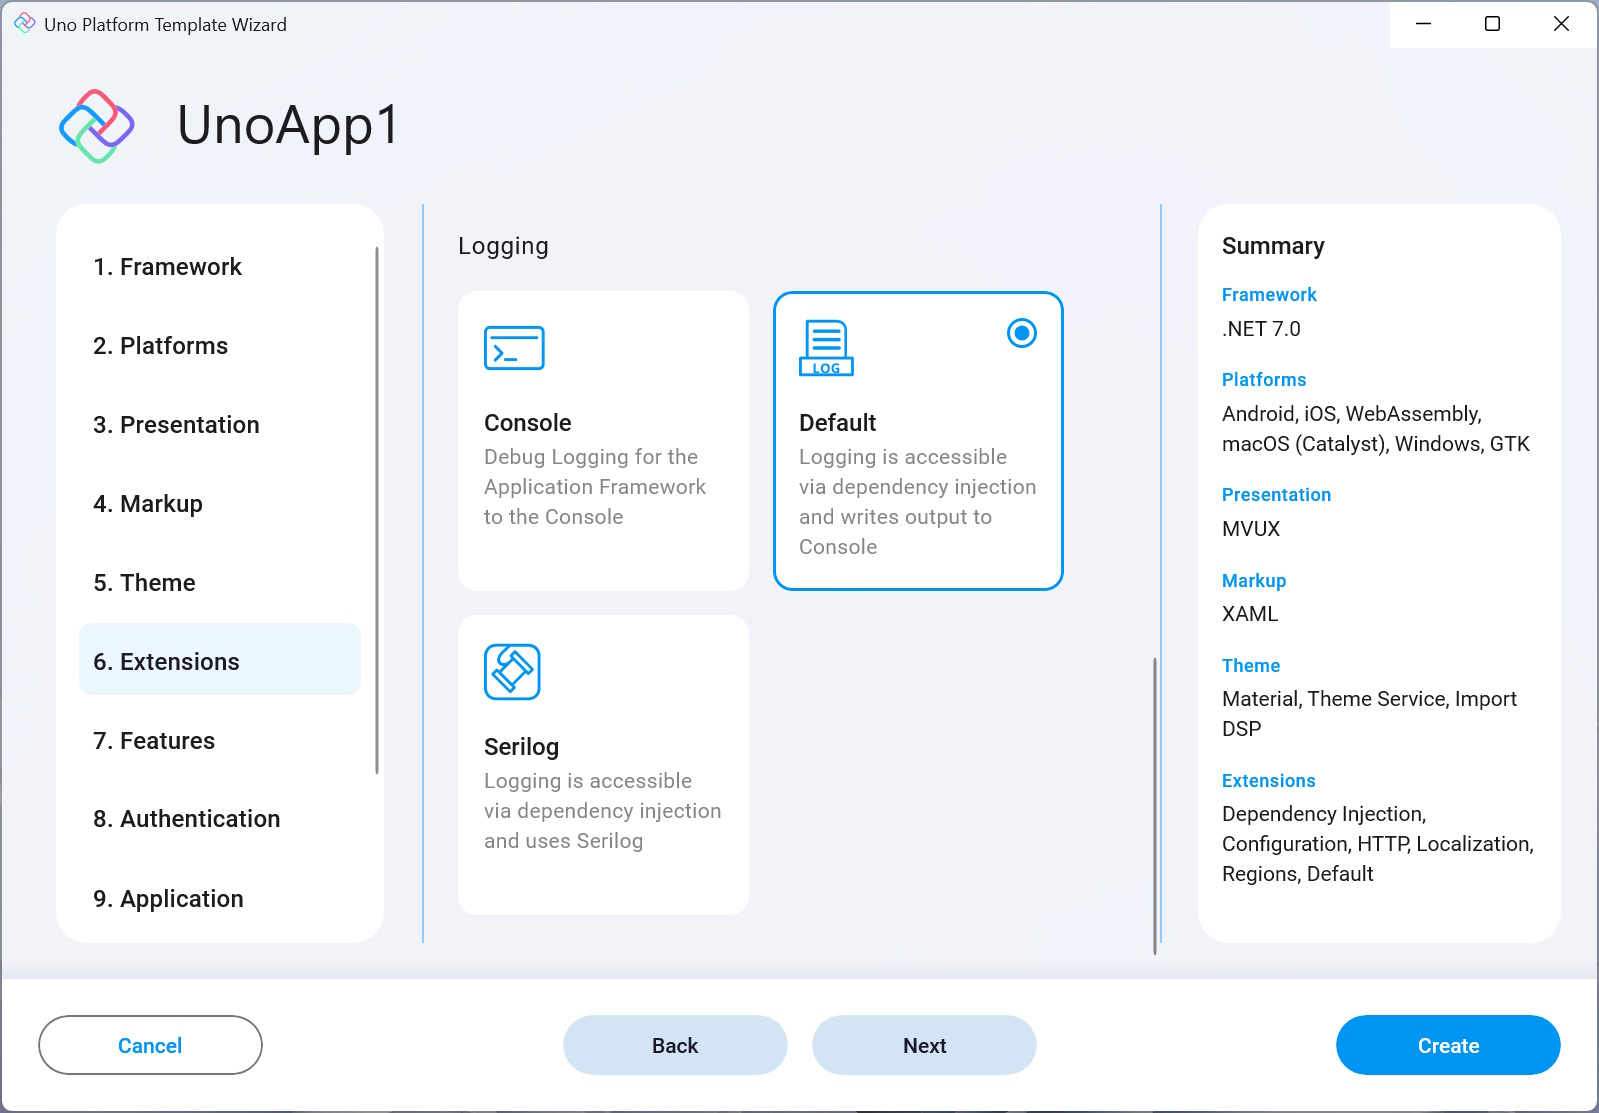 Uno Platform Template Wizard
UnoApp1
1. Framework
2. Platforms
3. Presentation
4. Markup
5. Theme
6. Extensions
7. Features
8. Authentication
9. Application
Logging
Console
Debug Logging for the
Application Framework
to the Console
LOG
Default
Logging is accessible
via dependency injection
and writes output to
Console
Serilog
Logging is accessible
via dependency injection
and uses Serilog
Summary
Framework
.NET 7.0
Platforms
Android, iOS, WebAssembly,
macOS (Catalyst), Windows, GTK
Presentation
MVUX
Markup
XAML
Theme
Material, Theme Service, Import
DSP
Extensions
Dependency Injection,
Configuration, HTTP, Localization,
Regions, Default
Cancel
Back
Next
Create